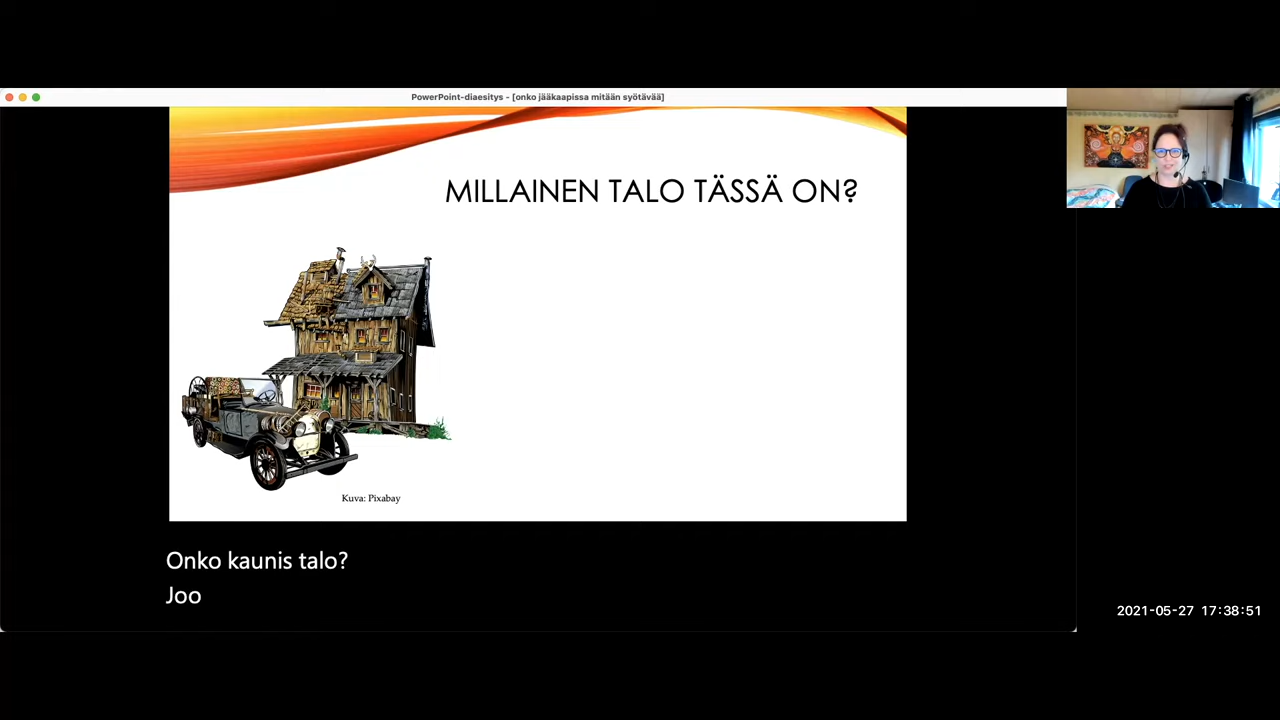 PowerPoint-diaesitys - [onko jääkaapissa mitään syötävää]
MILLAINEN TALO TÄSSÄ ON?
Kuva: Pixabay
Onko kaunis talo?
Joo
2021-05-27 17:38:51